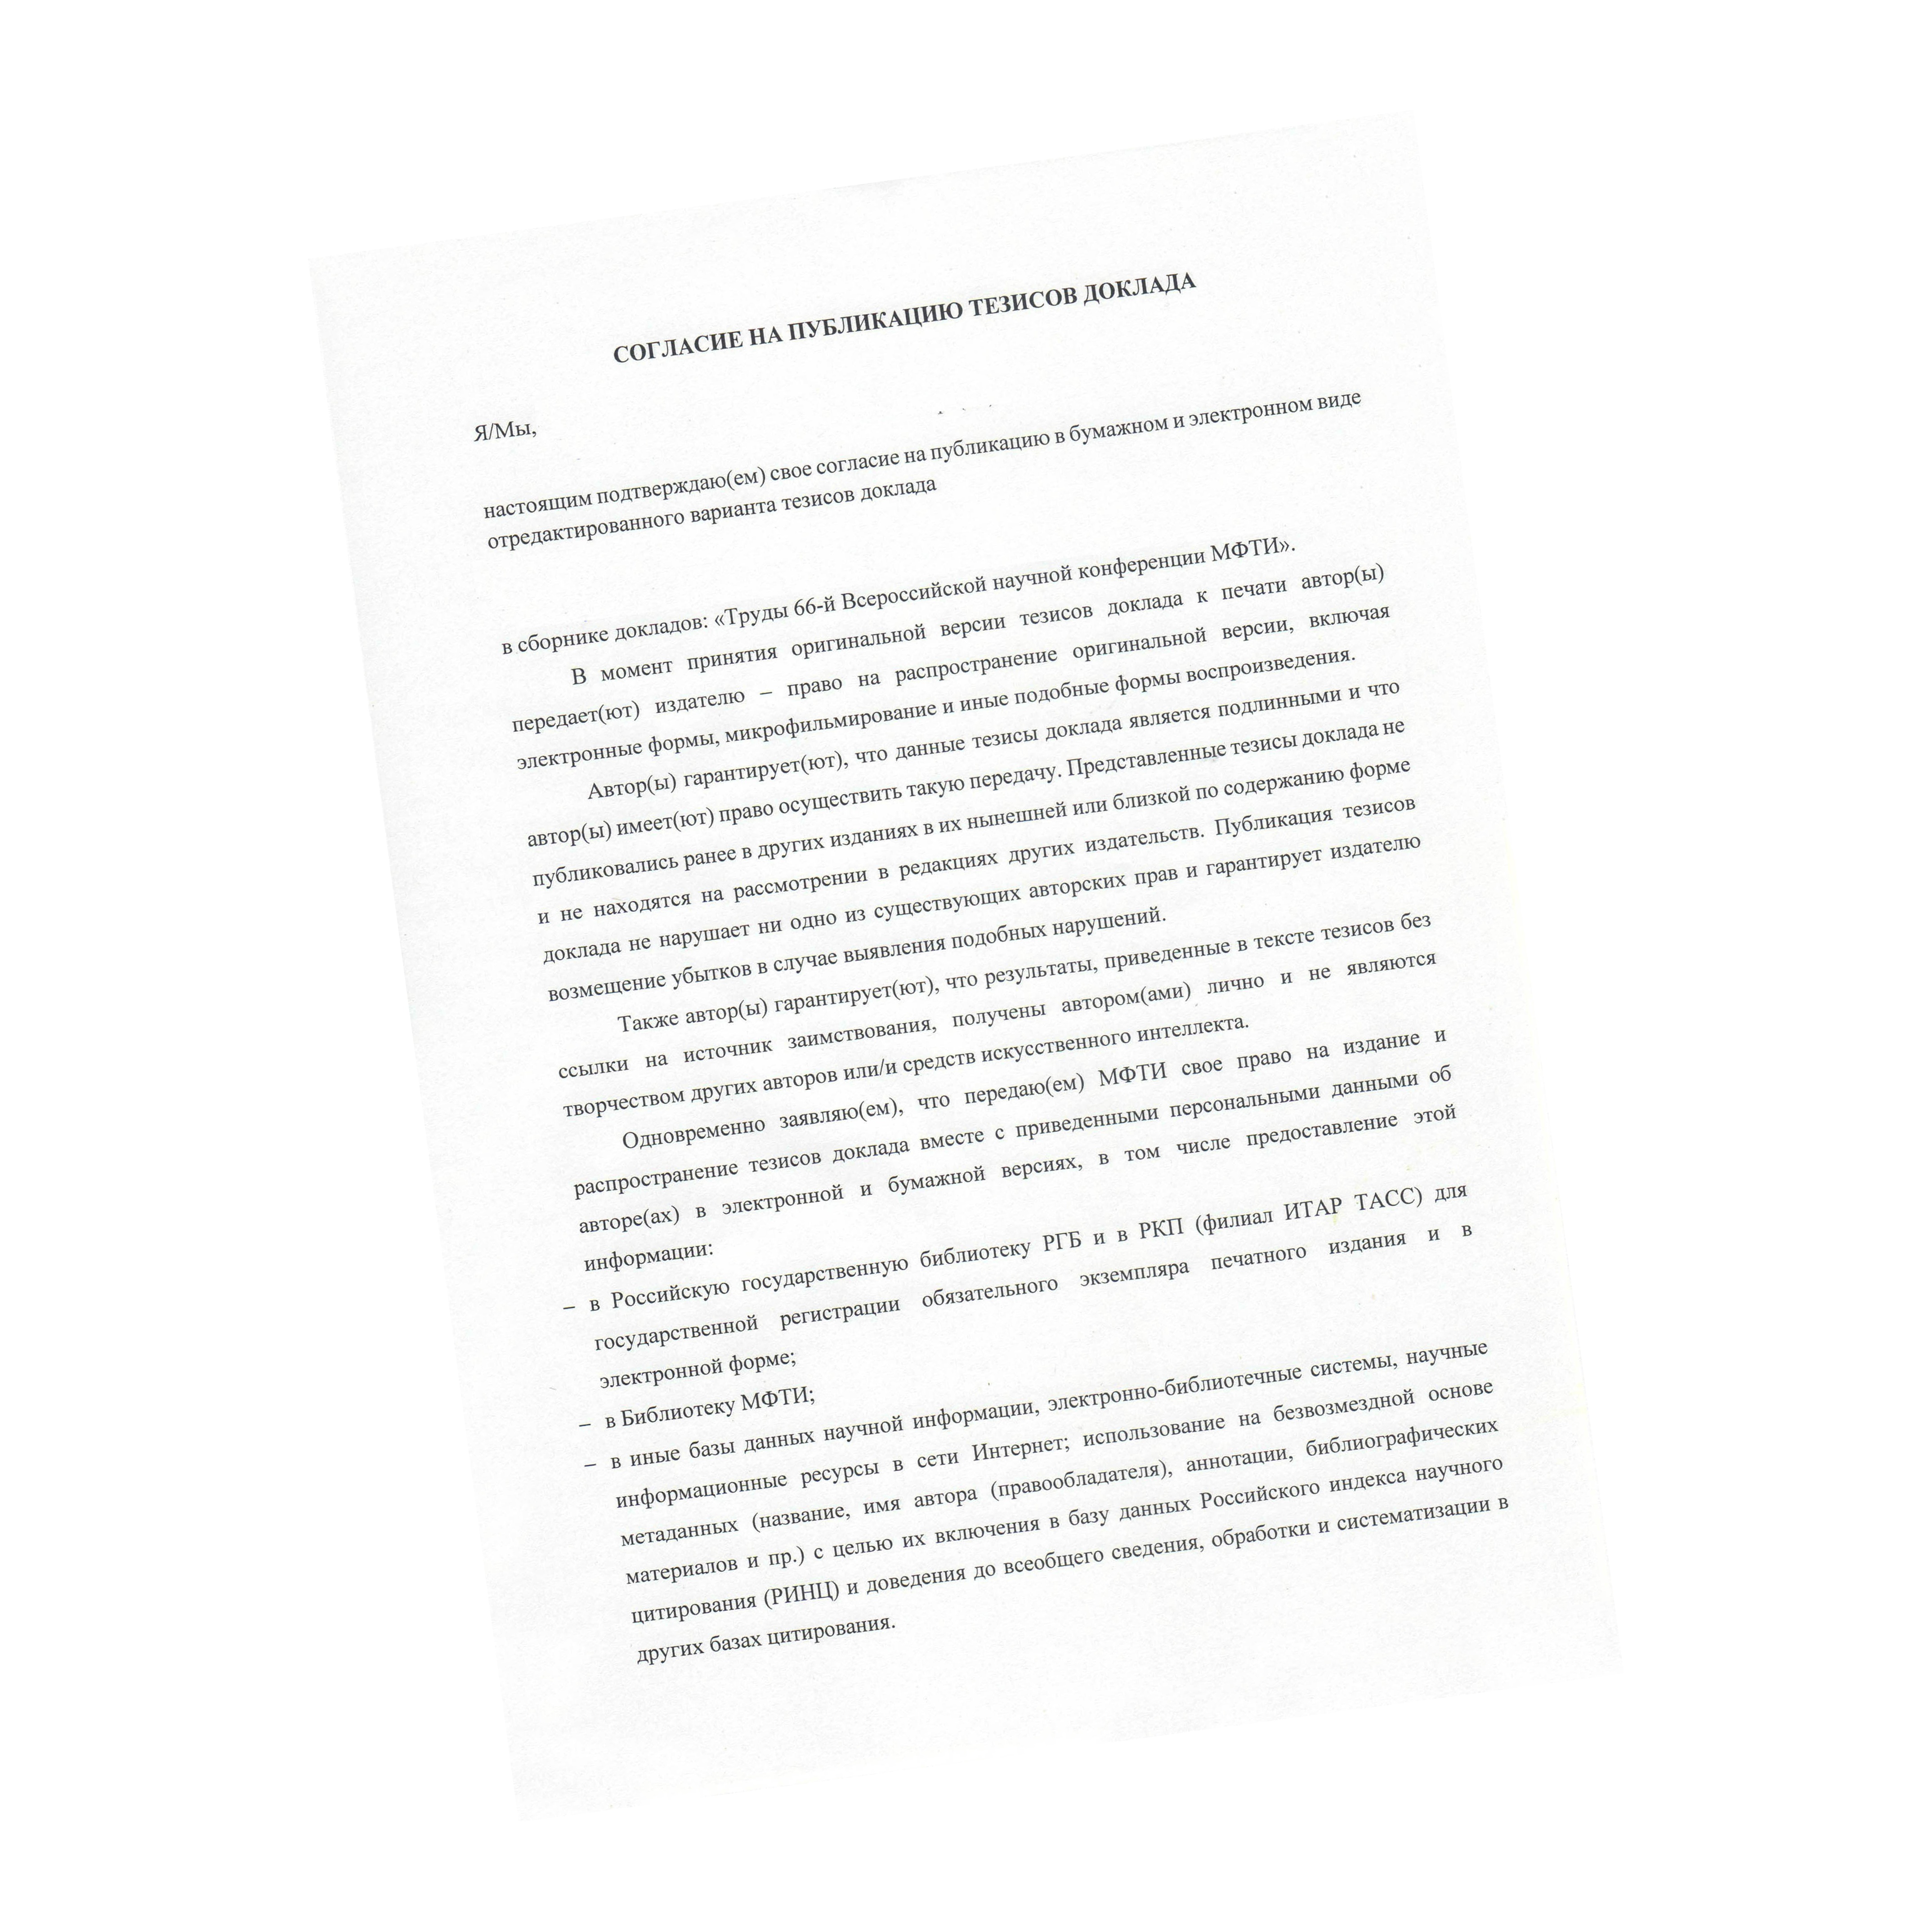 СОГЛАСИЕ НА ПУБЛИКАЦИЮ ТЕЗИСОВ ДОКЛАДА
Я/Мы,
настоящим подтверждаю(ем) свое согласие на публикацию в бумажном и электронном виде
отредактированного варианта тезисов доклада
в сборнике докладов: «Труды 66-й Всероссийской научной конференции МФТИ».
В момент принятия оригинальной версии тезисов доклада к печати автор(ы)
передает(ют) издателю – право на распространение оригинальной версии, включая
электронные формы, микрофильмирование и иные подобные формы воспроизведения.
Автор(ы) гарантирует(ют), что данные тезисы доклада является подлинными и что
автор(ы) имеет(ют) право осуществить такую передачу. Представленные тезисы доклада не
публиковались ранее в других изданиях в их нынешней или близкой по содержанию форме
и не находятся на рассмотрении в редакциях других издательств. Публикация тезисов
доклада не нарушает ни одно из существующих авторских прав и гарантирует издателю
возмещение убытков в случае выявления подобных нарушений.
Также автор(ы) гарантирует(ют), что результаты, приведенные в тексте тезисов без
ссылки на источник заимствования, получены автором(ами) лично и не являются
творчеством других авторов или/и средств искусственного интеллекта.
Одновременно заявляю(ем), что передаю(ем) МФТИ свое право на издание и
распространение тезисов доклада вместе с приведенными персональными данными об
авторе(ах) в электронной и бумажной версиях, в том числе предоставление этой
информации:
– в Российскую государственную библиотеку РГБ и в РКП (филиал ИТАР ТАСС) для
государственной регистрации обязательного экземпляра печатного издания и в
электронной форме;
– в Библиотеку МФТИ;
– в иные базы данных научной информации, электронно-библиотечные системы, научные
информационные ресурсы в сети Интернет; использование на безвозмездной основе
метаданных (название, имя автора (правообладателя), аннотации, библиографических
материалов и пр.) с целью их включения в базу данных Российского индекса научного
цитирования (РИНЦ) и доведения до всеобщего сведения, обработки и систематизации в
других базах цитирования.